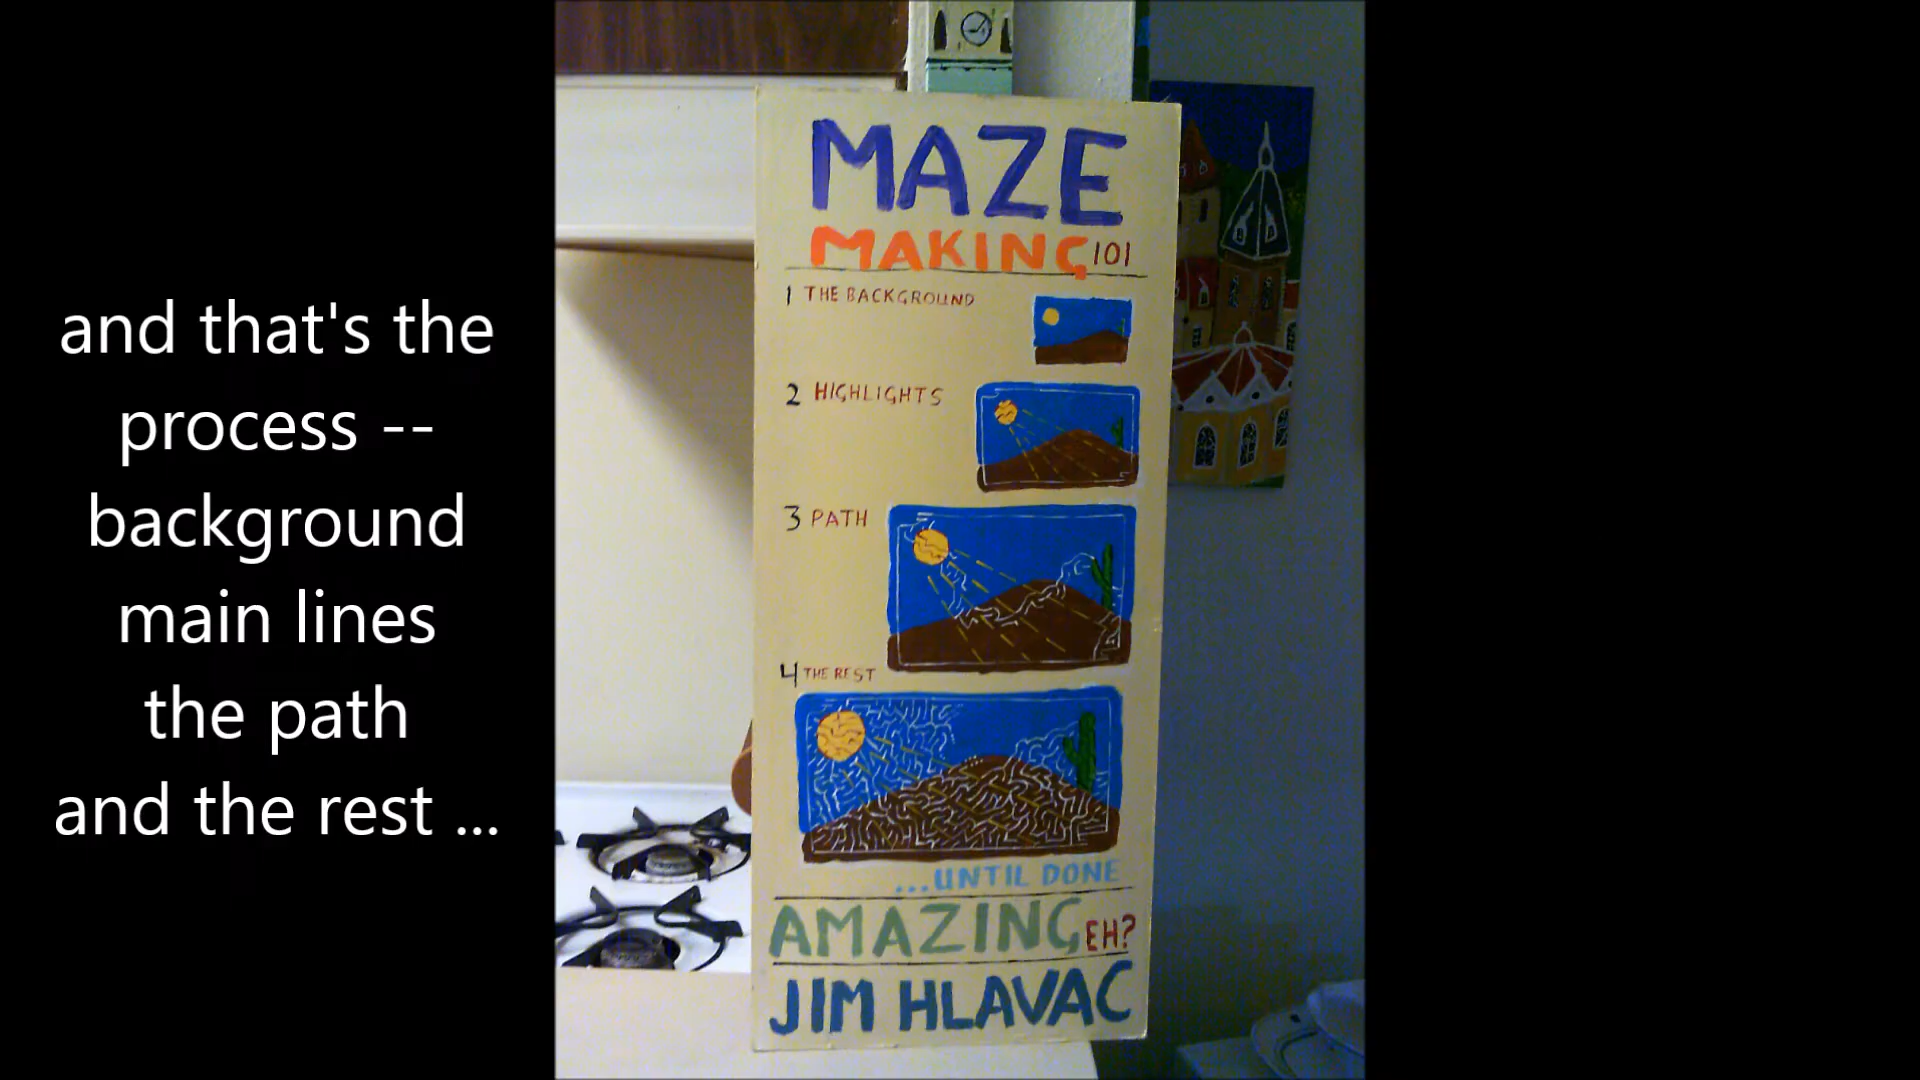 and that's the
process --
background
main lines
the path
and the rest ...
MAZE
MAKING 101
1 THE BACKGROUND
2 HIGHLIGHTS
3 PATH
4 THE REST
...UNTIL DONE
AMAZING EH?
JIM HLAVAC